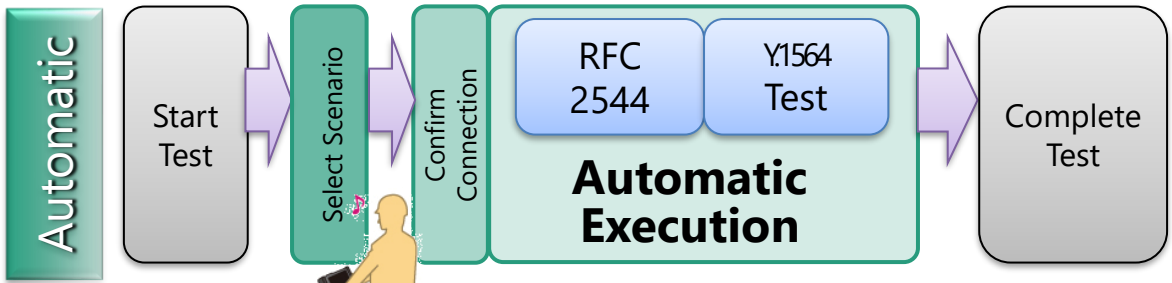 Automatic
Start
Test
Select Scenario
Confirm
Connection
RFC
2544
Y.1564
Test
Automatic
Execution
Complete
Test